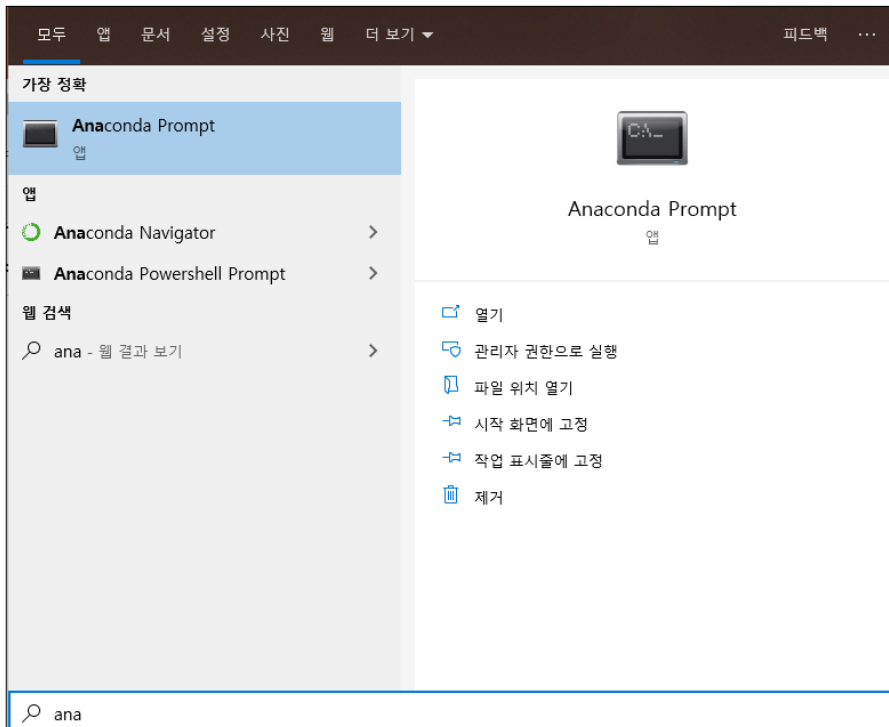 모두 앱 문서 설정 사진 웹 더 보기 피드백 ···
가장 정확
Anaconda Prompt
앱
앱
Anaconda Navigator
Anaconda Powershell Prompt
웹 검색
ana - 웹 결과 보기
C:\_
Anaconda Prompt
앱
열기
관리자 권한으로 실행
파일 위치 열기
시작 화면에 고정
작업 표시줄에 고정
제거
ana